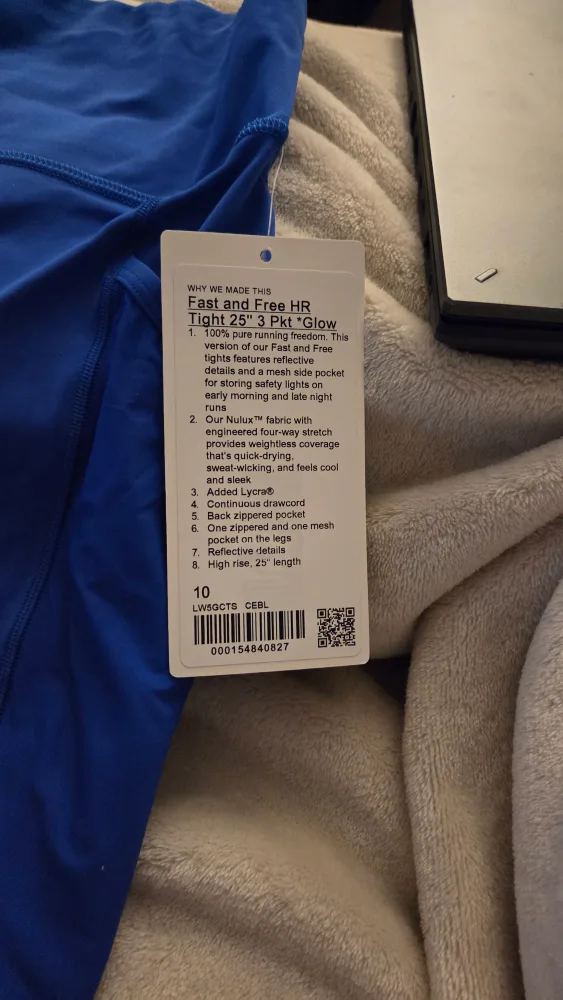 WHY WE MADE THIS
Fast and Free HR
Tight 25" 3 Pkt *Glow
1. 100% pure running freedom. This
version of our Fast and Free
tights features reflective
details and a mesh side pocket
for storing safety lights on
early morning and late night
runs
2. Our Nulux™ fabric with
engineered four-way stretch
provides weightless coverage
that's quick-drying,
sweat-wicking, and feels cool
and sleek
3. Added Lycra®
4. Continuous drawcord
5. Back zippered pocket
6. One zippered and one mesh
pocket on the legs
7. Reflective details
8. High rise, 25" length
10
LW5GCTS CEBL
000154840827